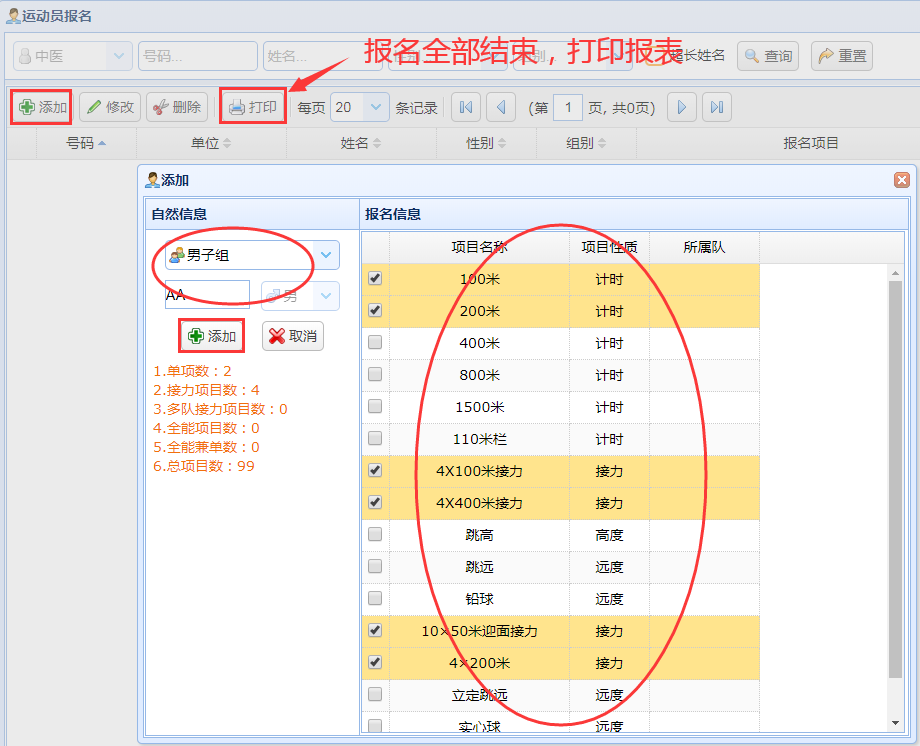 运动员报名
中医 号码... 姓名... 性别 组别 超长姓名 查询 重置
报名全部结束，打印报表
添加 修改 删除 打印 每页 20 条记录 (第 1 页, 共0页)
号码 单位 姓名 性别 组别 报名项目
添加
自然信息 报名信息
男子组
AA 男
添加 取消
1.单项数：2
2.接力项目数：4
3.多队接力项目数：0
4.全能项目数：0
5.全能兼单数：0
6.总项目数：99
项目名称 项目性质 所属队
100米 计时
200米 计时
400米 计时
800米 计时
1500米 计时
110米栏 计时
4X100米接力 接力
4X400米接力 接力
跳高 高度
跳远 远度
铅球 远度
10×50米迎面接力 接力
4×200米 接力
立定跳远 远度
实心球 远度